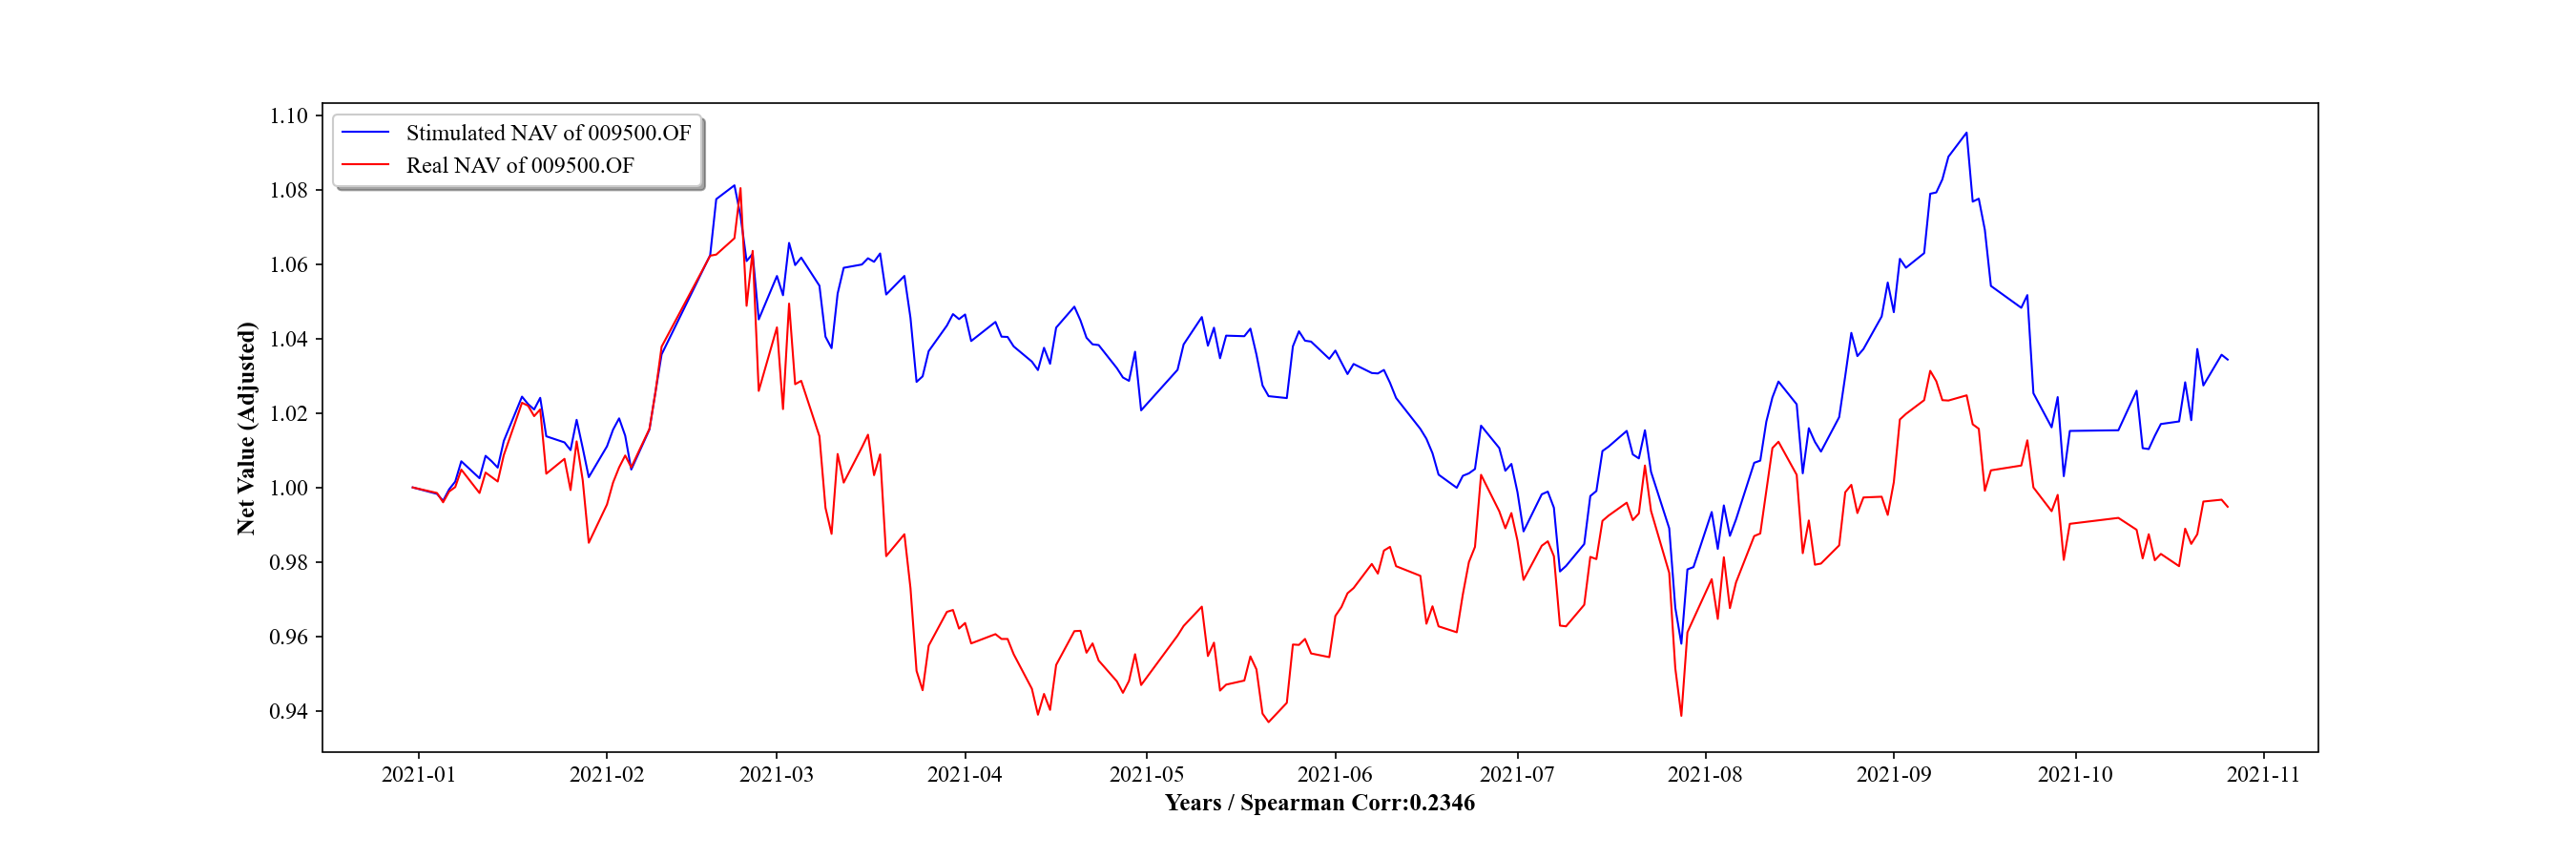 Stimulated NAV of 009500.OF
Real NAV of 009500.OF
Net Value (Adjusted)
1.10
1.08
1.06
1.04
1.02
1.00
0.98
0.96
0.94
2021-01 2021-02 2021-03 2021-04 2021-05 2021-06 2021-07 2021-08 2021-09 2021-10 2021-11
Years / Spearman Corr:0.2346